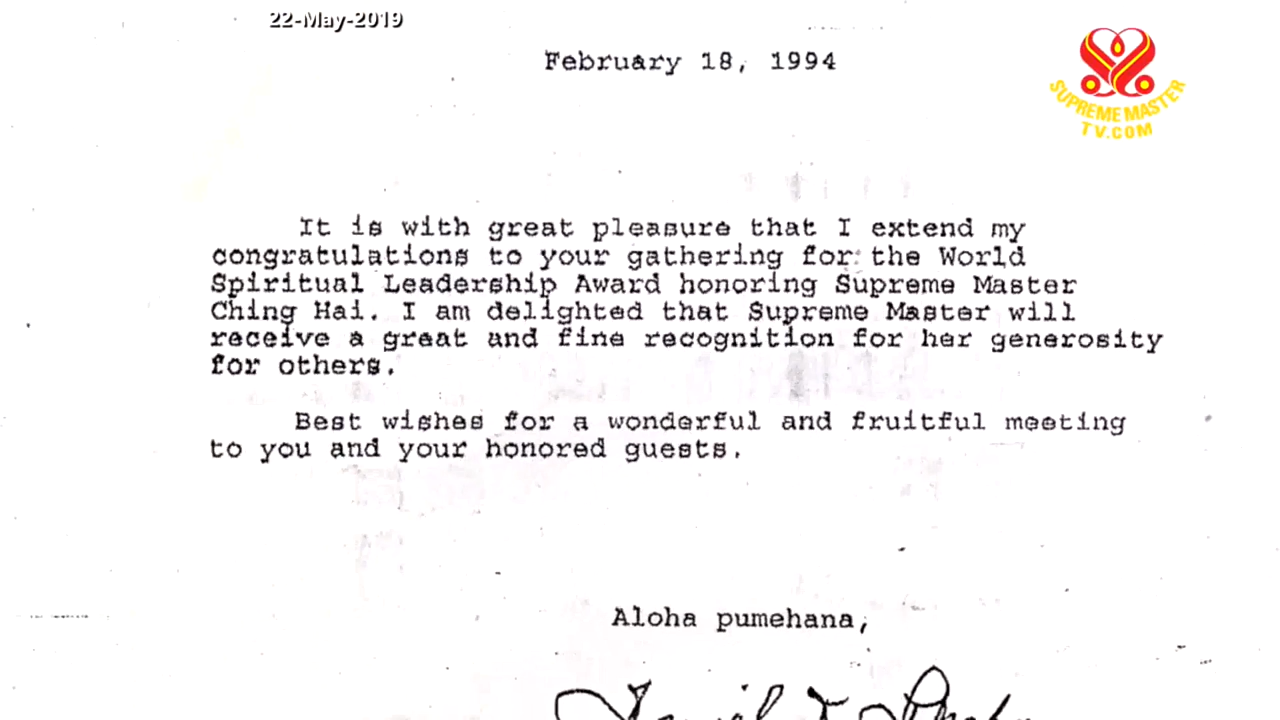 22-May-2019
February 18, 1994
SUPREME MASTER
TV.COM
It is with great pleasure that I extend my
congratulations to your gathering for the World
Spiritual Leadership Award honoring Supreme Master
Ching Hai. I am delighted that Supreme Master will
receive a great and fine recognition for her generosity
for others.
Best wishes for a wonderful and fruitful meeting
to you and your honored guests.
Aloha pumehana,